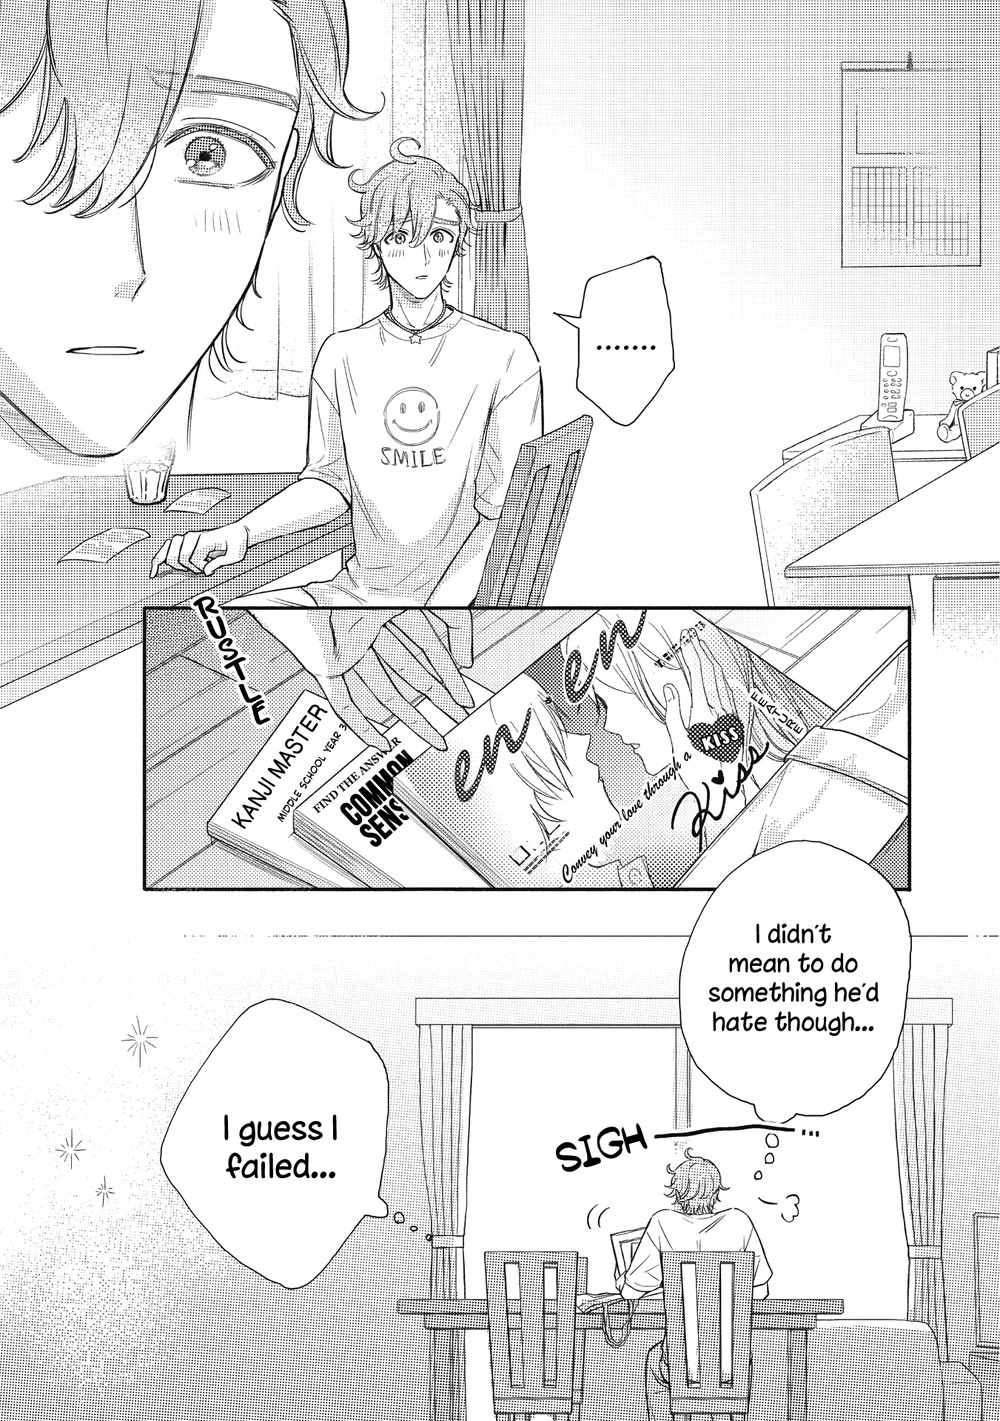 .......
SMILE
RUSTLE
KANJI MASTER
MIDDLE SCHOOL YEAR 3
FIND THE ANSWER
COMMON
SENS
en
en
FEATURE
KISS
Convey your love through a
Kiss
I didn't
mean to do
something he'd
hate though...
SIGH
...
I guess I
failed...